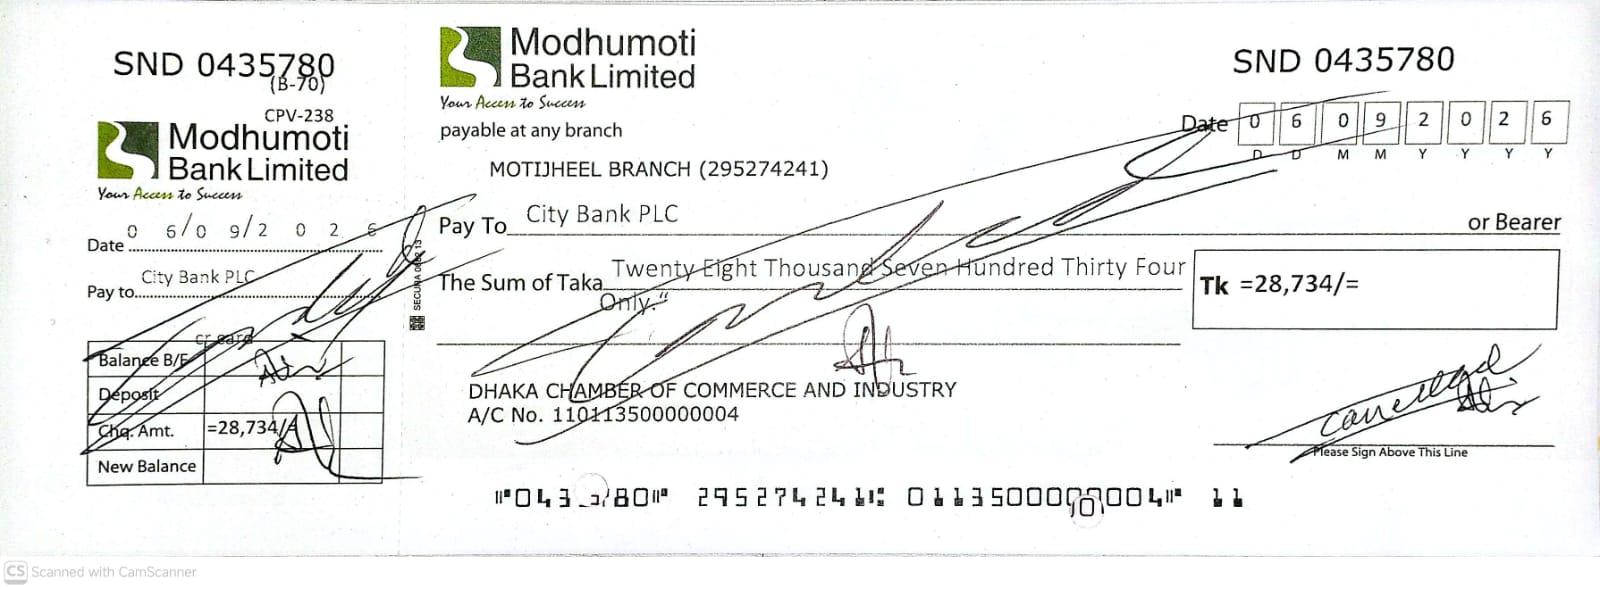 SND 0435780
(B-70)
CPV-238
Modhumoti
Bank Limited
Your Access to Success
Date 06/09/2026
Pay to City Bank PLC
cr card
Balance B/F
Deposit
Chq. Amt. =28,734/=
New Balance
Modhumoti
Bank Limited
Your Access to Success
payable at any branch
MOTIJHEEL BRANCH (295274241)
SND 0435780
Date 0 6 0 9 2 0 2 6
D D M M Y Y Y Y
Pay To City Bank PLC or Bearer
The Sum of Taka Twenty Eight Thousand Seven Hundred Thirty Four
Only."
Tk =28,734/=
DHAKA CHAMBER OF COMMERCE AND INDUSTRY
A/C No. 110113500000004
Cancelled
Please Sign Above This Line
295274241
11
CS Scanned with CamScanner